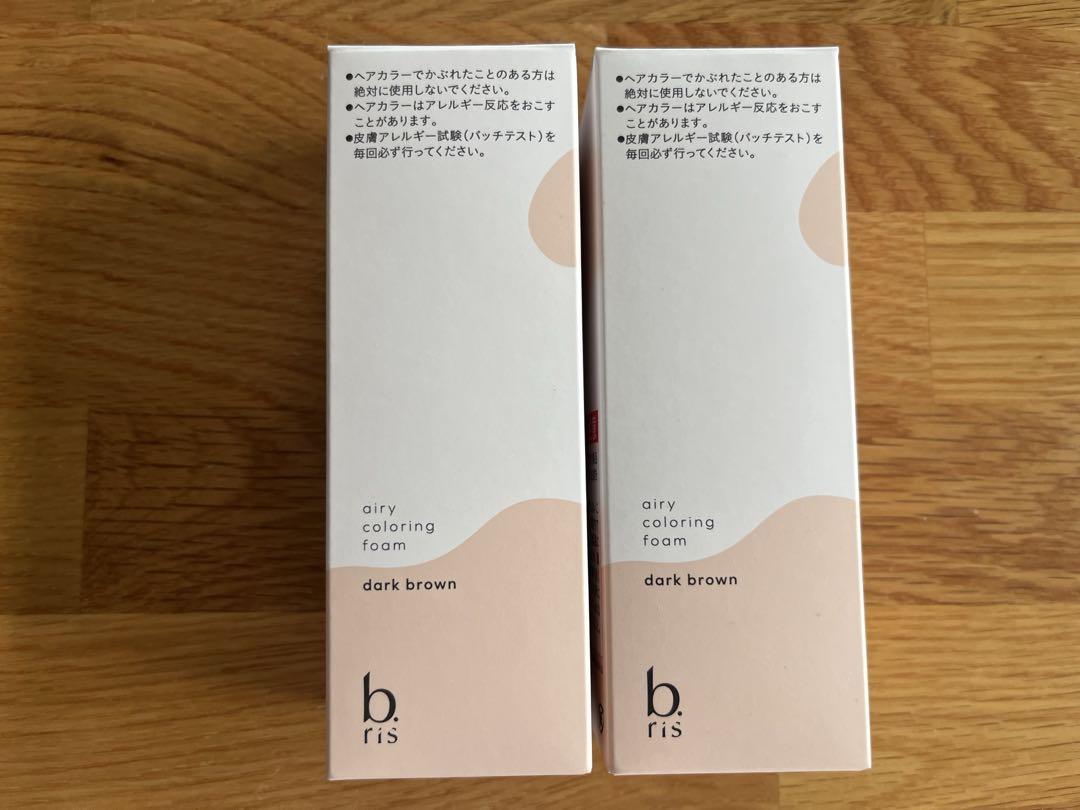 ●ヘアカラーでかぶれたことのある方は
絶対に使用しないでください。
●ヘアカラーはアレルギー反応をおこす
ことがあります。
●皮膚アレルギー試験(パッチテスト)を
毎回必ず行ってください。
airy
coloring
foam
dark brown
b.
ris
●ヘアカラーでかぶれたことのある方は
絶対に使用しないでください。
●ヘアカラーはアレルギー反応をおこす
ことがあります。
●皮膚アレルギー試験(パッチテスト)を
毎回必ず行ってください。
airy
coloring
foam
dark brown
b.
ris